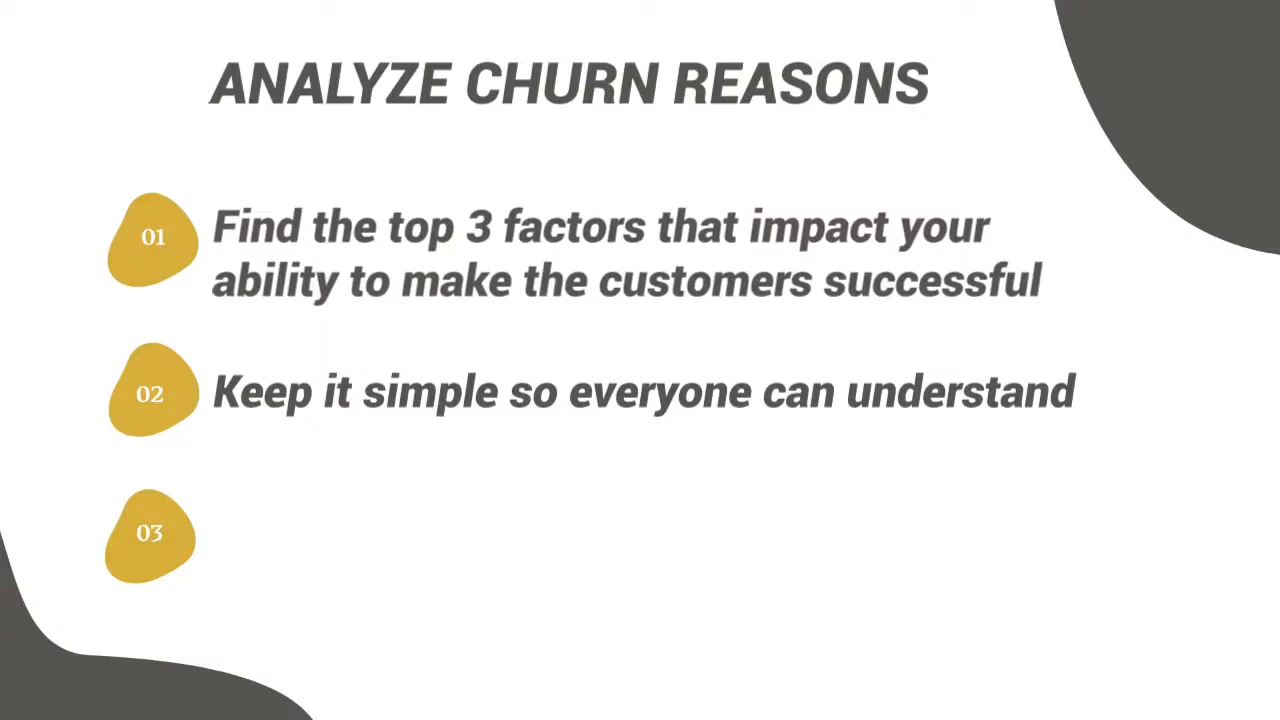 ANALYZE CHURN REASONS
01
Find the top 3 factors that impact your
ability to make the customers successful
02
Keep it simple so everyone can understand
03